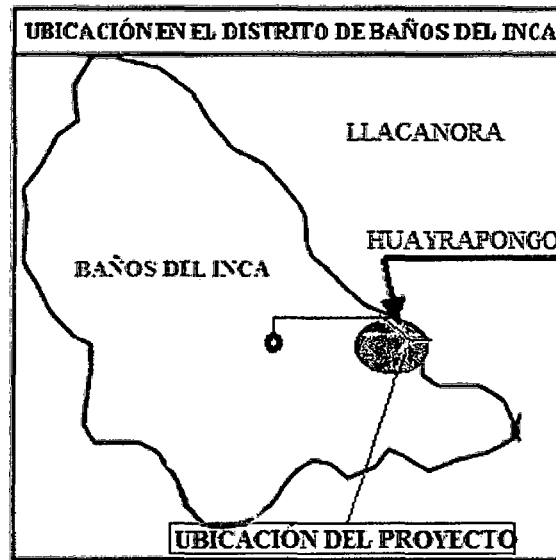 UBICACIÓN EN EL DISTRITO DE BAÑOS DEL INCA
LLACANORA
HUAYRAPONGO
BAÑOS DEL INCA
UBICACIÓN DEL PROYECTO